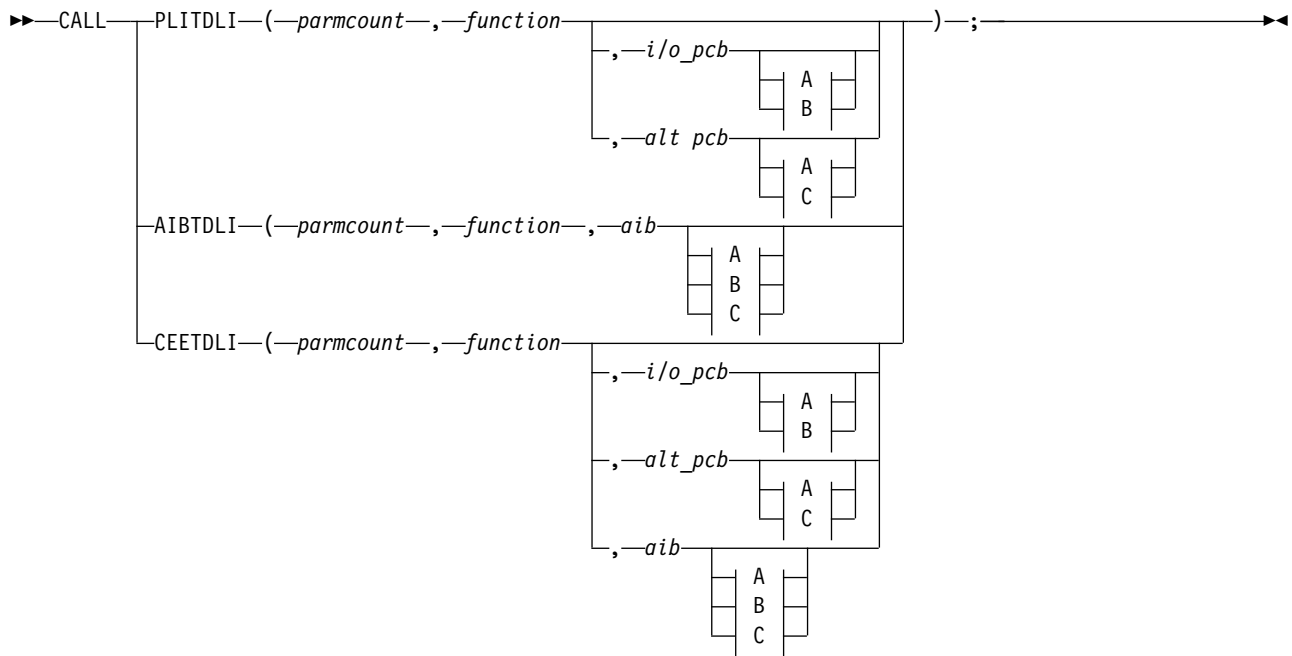 CALL PLITDLI ( parmcount , function ) ;
, i/o_pcb
A
B
, alt pcb
A
C
AIBTDLI ( parmcount , function , aib
A
B
C
CEETDLI ( parmcount , function
, i/o_pcb
A
B
, alt_pcb
A
C
, aib
A
B
C